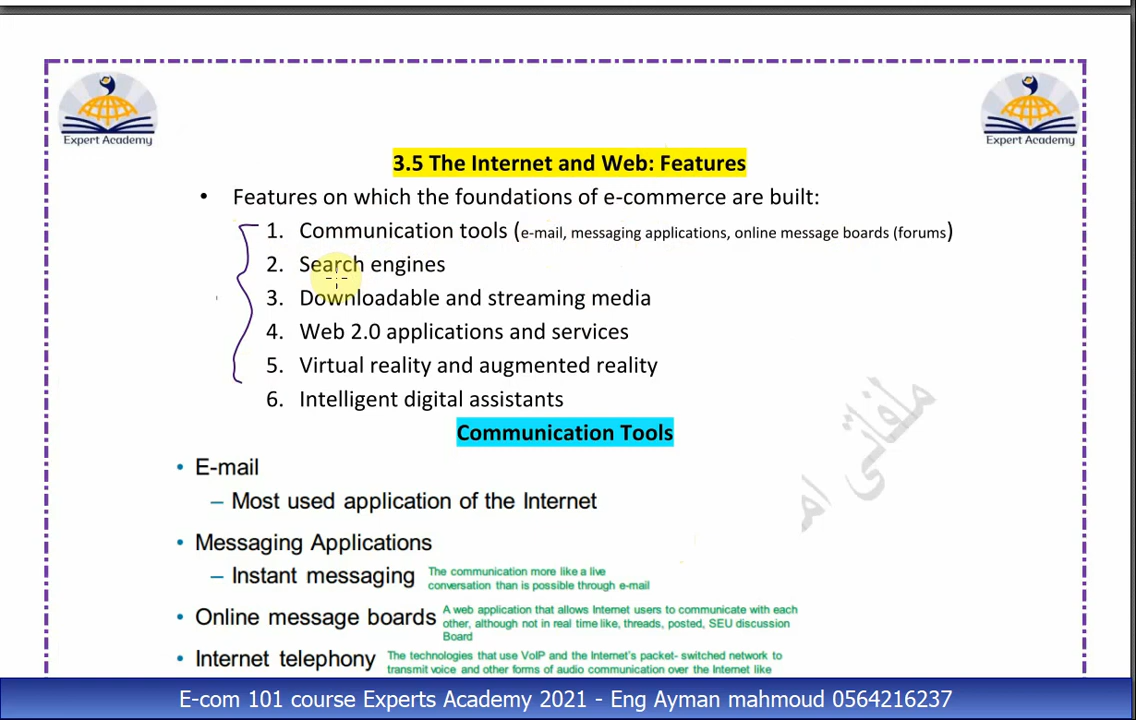 Expert Academy
Expert Academy
3.5 The Internet and Web: Features
• Features on which the foundations of e-commerce are built:
1. Communication tools (e-mail, messaging applications, online message boards (forums)
2. Search engines
3. Downloadable and streaming media
4. Web 2.0 applications and services
5. Virtual reality and augmented reality
6. Intelligent digital assistants
Communication Tools
• E-mail
– Most used application of the Internet
• Messaging Applications
– Instant messaging The communication more like a live
conversation than is possible through e-mail
• Online message boards A web application that allows Internet users to communicate with each
other, although not in real time like, threads, posted, SEU discussion
Board
• Internet telephony The technologies that use VoIP and the Internet's packet- switched network to
transmit voice and other forms of audio communication over the Internet like
E-com 101 course Experts Academy 2021 - Eng Ayman mahmoud 0564216237